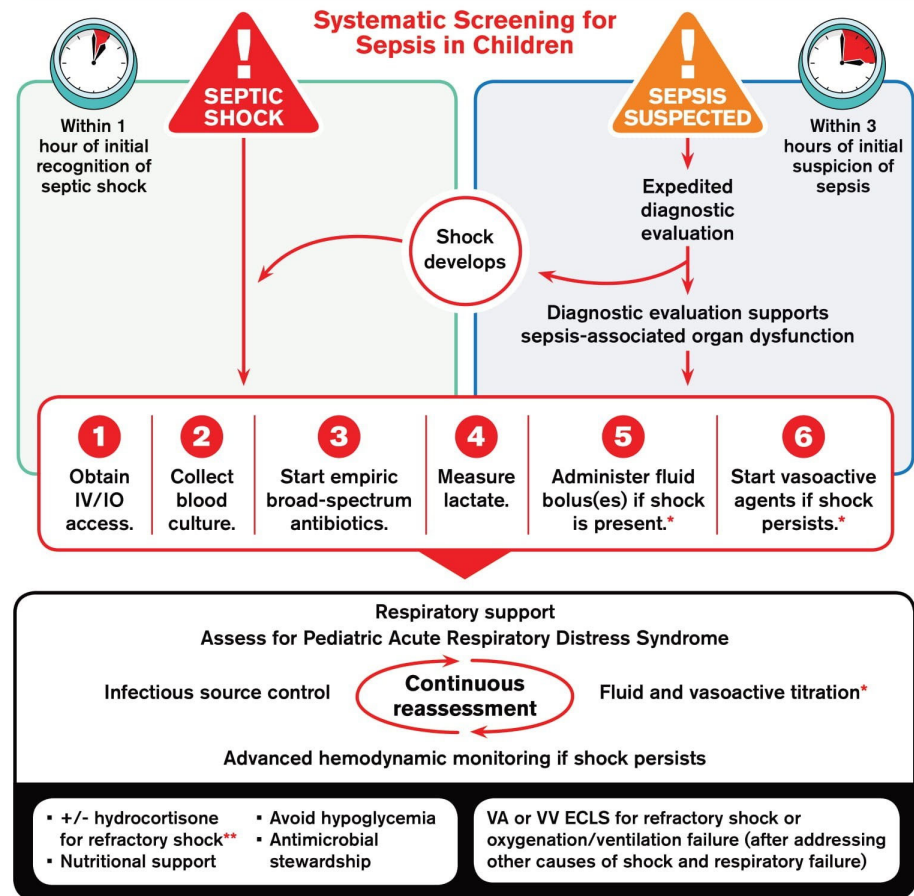 Systematic Screening for
Sepsis in Children
!
SEPTIC
SHOCK
!
SEPSIS
SUSPECTED
Within 1
hour of initial
recognition of
septic shock
Within 3
hours of initial
suspicion of
sepsis
Expedited
diagnostic
evaluation
Shock
develops
Diagnostic evaluation supports
sepsis-associated organ dysfunction
1
Obtain
IV/IO
access.
2
Collect
blood
culture.
3
Start empiric
broad-spectrum
antibiotics.
4
Measure
lactate.
5
Administer fluid
bolus(es) if shock
is present.*
6
Start vasoactive
agents if shock
persists.*
Respiratory support
Assess for Pediatric Acute Respiratory Distress Syndrome
Infectious source control
Continuous
reassessment
Fluid and vasoactive titration*
Advanced hemodynamic monitoring if shock persists
▪ +/- hydrocortisone
for refractory shock**
▪ Nutritional support
▪ Avoid hypoglycemia
▪ Antimicrobial
stewardship
VA or VV ECLS for refractory shock or
oxygenation/ventilation failure (after addressing
other causes of shock and respiratory failure)